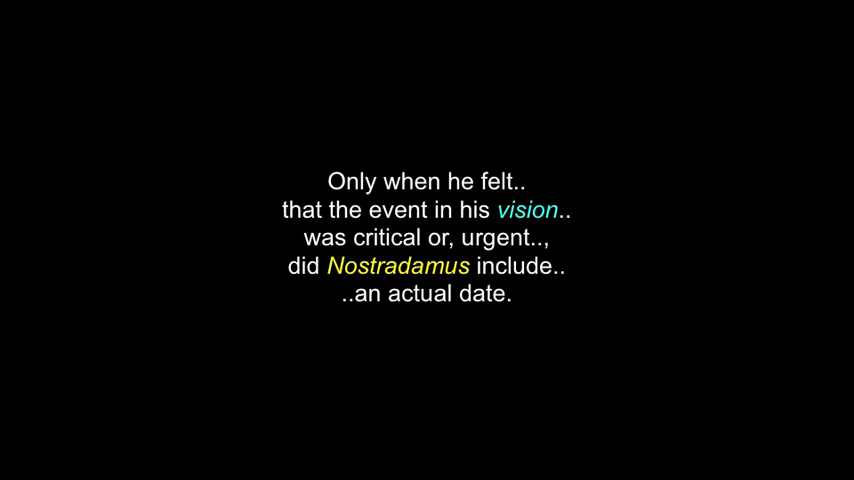 Only when he felt..
that the event in his vision..
was critical or, urgent..,
did Nostradamus include..
..an actual date.